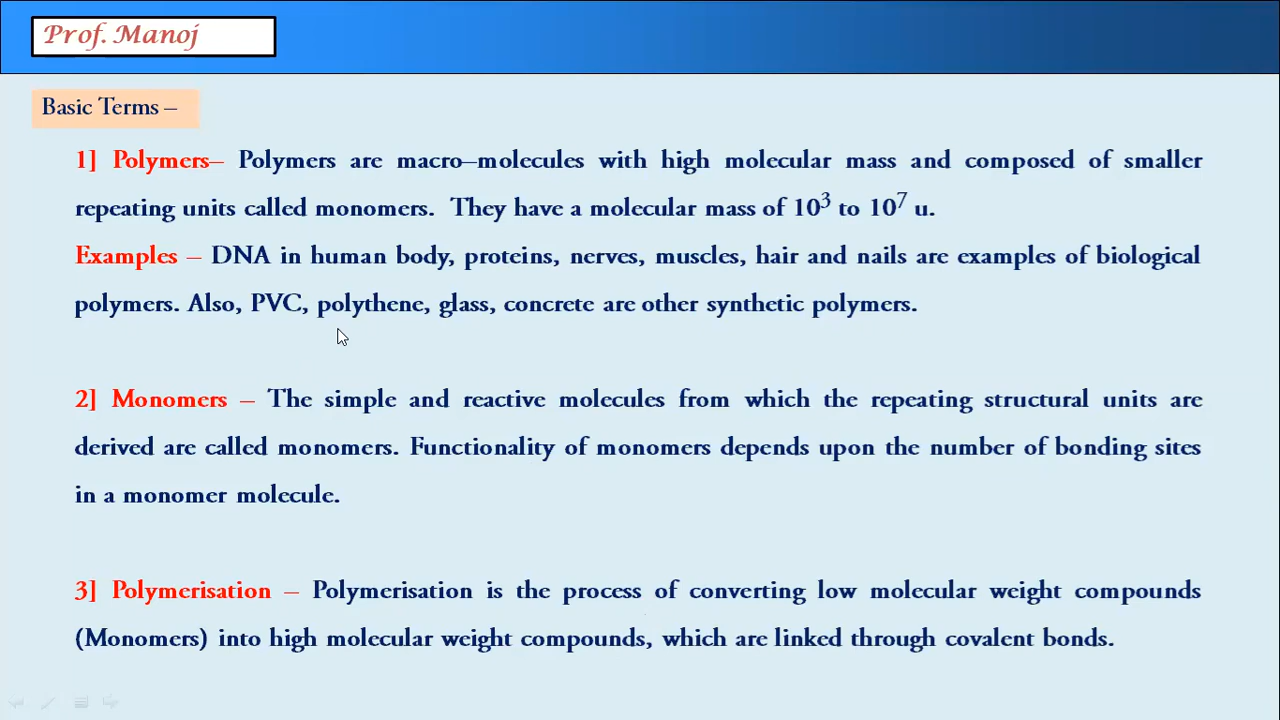 Prof. Manoj
Basic Terms –
1] Polymers– Polymers are macro–molecules with high molecular mass and composed of smaller
repeating units called monomers. They have a molecular mass of 10³ to 10⁷ u.
Examples – DNA in human body, proteins, nerves, muscles, hair and nails are examples of biological
polymers. Also, PVC, polythene, glass, concrete are other synthetic polymers.
2] Monomers – The simple and reactive molecules from which the repeating structural units are
derived are called monomers. Functionality of monomers depends upon the number of bonding sites
in a monomer molecule.
3] Polymerisation – Polymerisation is the process of converting low molecular weight compounds
(Monomers) into high molecular weight compounds, which are linked through covalent bonds.